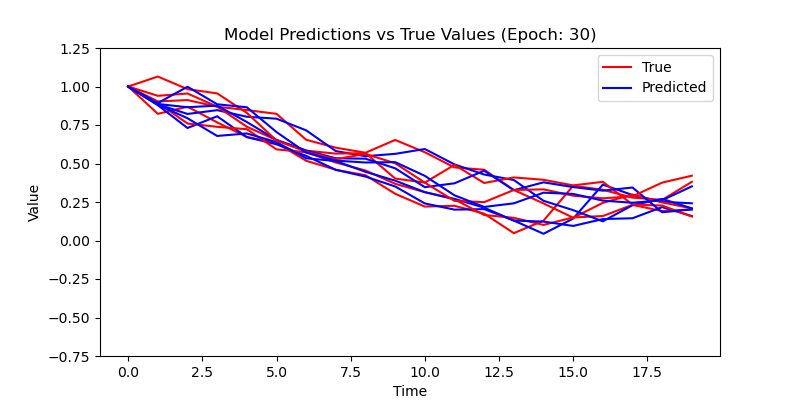 Model Predictions vs True Values (Epoch: 30)
True
Predicted
1.25
1.00
0.75
0.50
0.25
0.00
−0.25
−0.50
−0.75
Value
0.0 2.5 5.0 7.5 10.0 12.5 15.0 17.5
Time